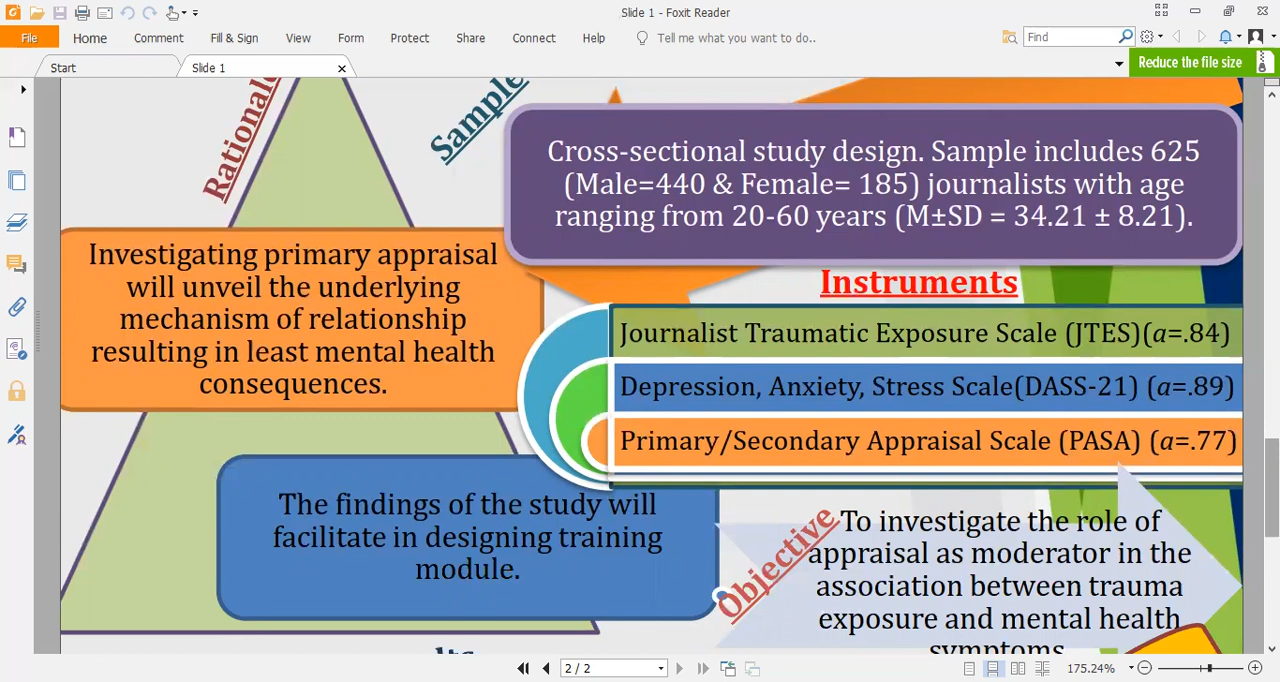 Slide 1 - Foxit Reader
File
Home
Comment
Fill & Sign
View
Form
Protect
Share
Connect
Help
Tell me what you want to do..
Find
Start
Slide 1
Reduce the file size
Rationale
Sample
Cross-sectional study design. Sample includes 625
(Male=440 & Female= 185) journalists with age
ranging from 20-60 years (M±SD = 34.21 ± 8.21).
Investigating primary appraisal
will unveil the underlying
mechanism of relationship
resulting in least mental health
consequences.
Instruments
Journalist Traumatic Exposure Scale (JTES)(a=.84)
Depression, Anxiety, Stress Scale(DASS-21) (a=.89)
Primary/Secondary Appraisal Scale (PASA) (a=.77)
The findings of the study will
facilitate in designing training
module.
Objective
To investigate the role of
appraisal as moderator in the
association between trauma
exposure and mental health
symptoms
2 / 2
175.24%